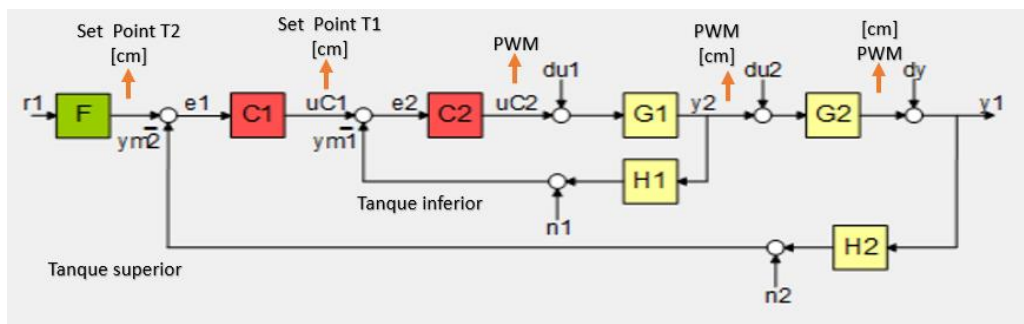 Set Point T2
[cm]
Set Point T1
[cm]
PWM
PWM
[cm]
[cm]
PWM
r1
F
ym2
e1
C1
uC1
ym1
e2
C2
uC2
du1
G1
y2
du2
G2
dy
y1
H1
n1
Tanque inferior
H2
n2
Tanque superior